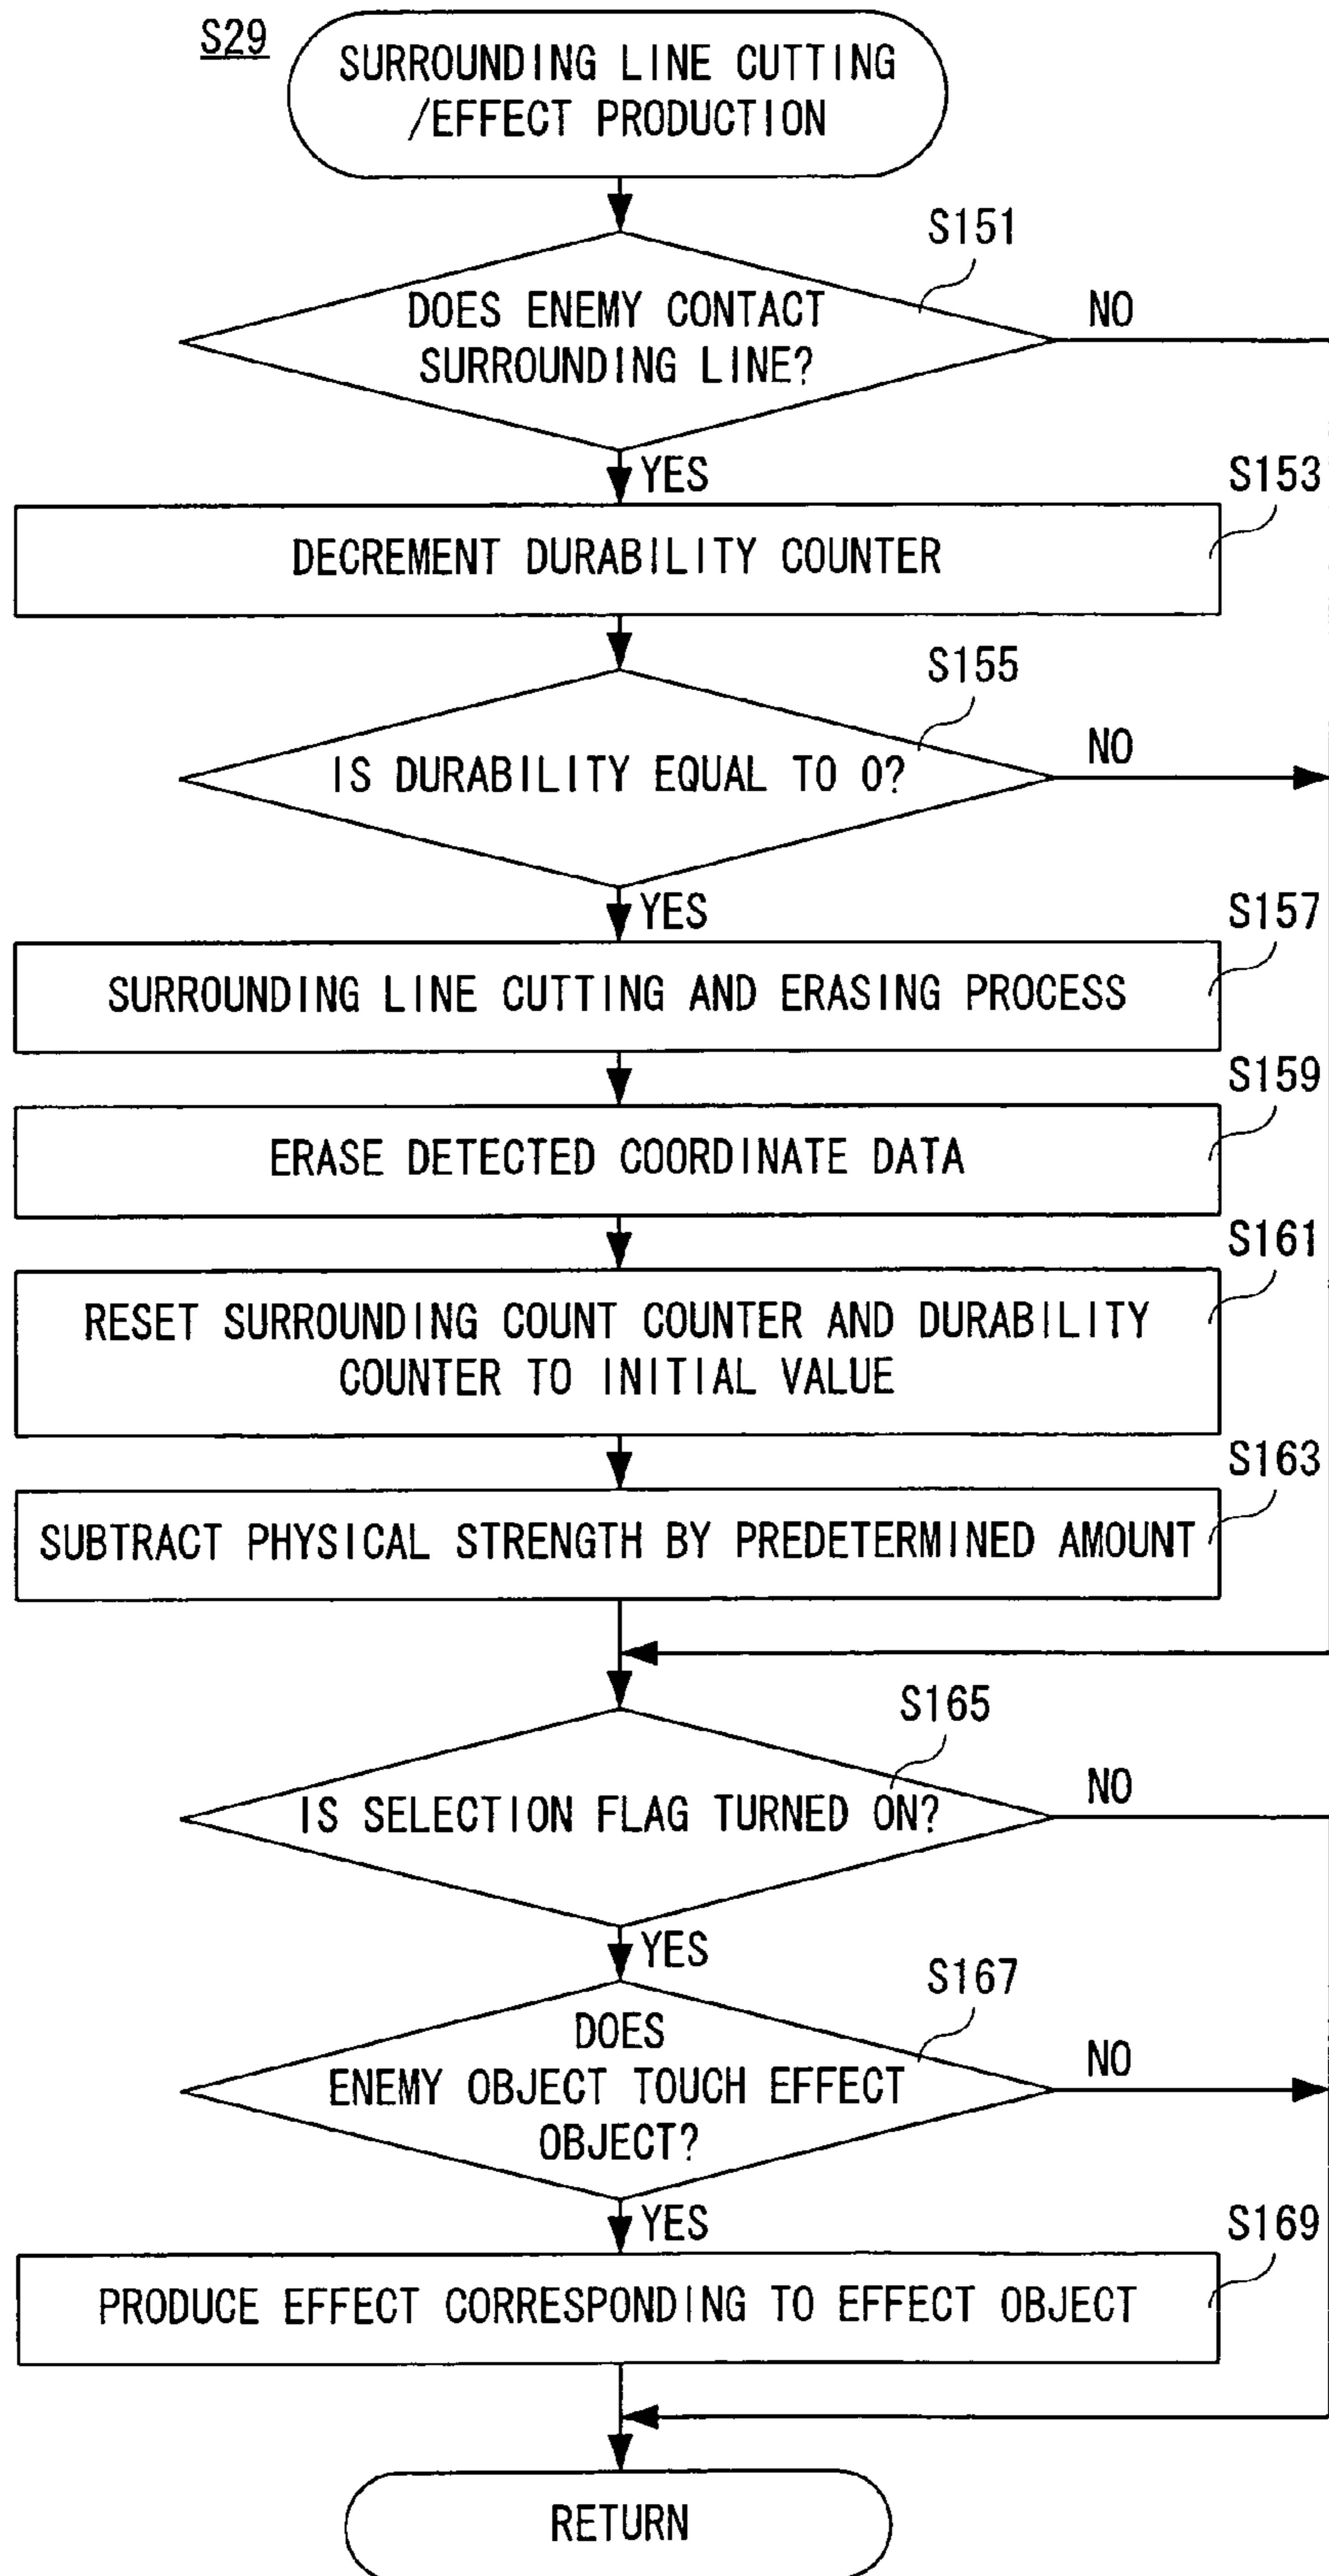 S29
SURROUNDING LINE CUTTING
/EFFECT PRODUCTION
S151
DOES ENEMY CONTACT
SURROUNDING LINE?
NO
YES
S153
DECREMENT DURABILITY COUNTER
S155
IS DURABILITY EQUAL TO 0?
NO
YES
S157
SURROUNDING LINE CUTTING AND ERASING PROCESS
S159
ERASE DETECTED COORDINATE DATA
S161
RESET SURROUNDING COUNT COUNTER AND DURABILITY
COUNTER TO INITIAL VALUE
S163
SUBTRACT PHYSICAL STRENGTH BY PREDETERMINED AMOUNT
S165
IS SELECTION FLAG TURNED ON?
NO
YES
S167
DOES
ENEMY OBJECT TOUCH EFFECT
OBJECT?
NO
YES
S169
PRODUCE EFFECT CORRESPONDING TO EFFECT OBJECT
RETURN